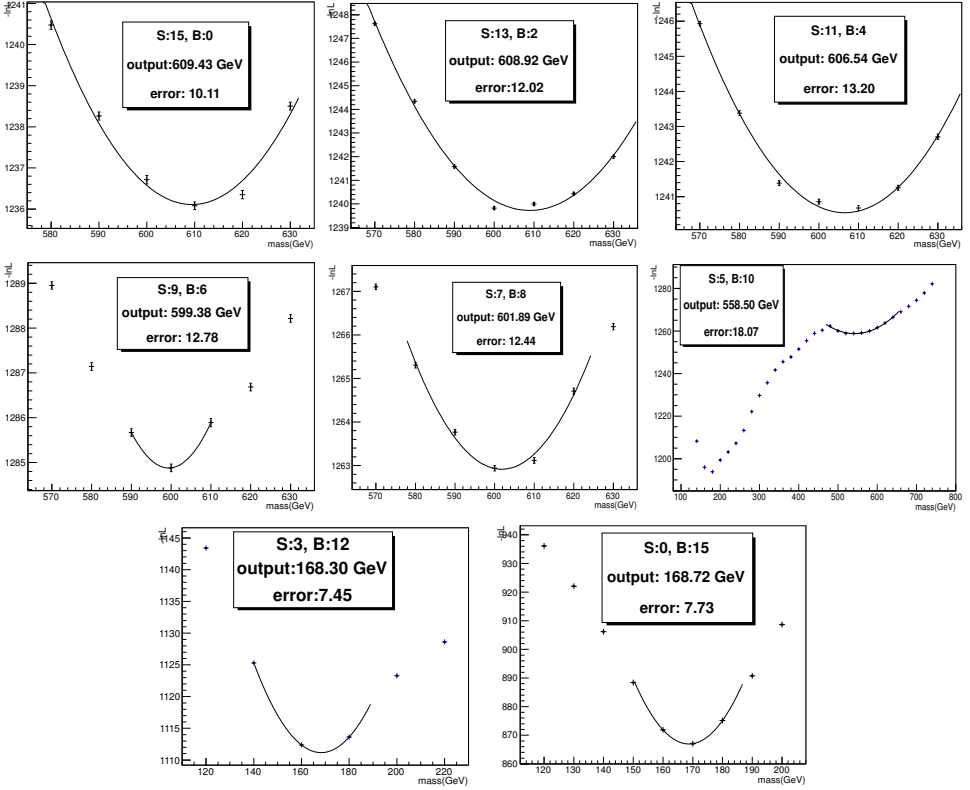 -lnL
1241
1240
1239
1238
1237
1236
S:15, B:0
output:609.43 GeV
error: 10.11
580 590 600 610 620 630
mass(GeV)
-lnL
1248
1247
1246
1245
1244
1243
1242
1241
1240
1239
S:13, B:2
output: 608.92 GeV
error:12.02
570 580 590 600 610 620 630
mass(GeV)
-lnL
1246
1245
1244
1243
1242
1241
S:11, B:4
output: 606.54 GeV
error: 13.20
570 580 590 600 610 620 630
mass(GeV)
-lnL
1289
1288
1287
1286
1285
S:9, B:6
output: 599.38 GeV
error: 12.78
570 580 590 600 610 620 630
mass(GeV)
-lnL
1267
1266
1265
1264
1263
S:7, B:8
output: 601.89 GeV
error: 12.44
570 580 590 600 610 620 630
mass(GeV)
-lnL
1280
1260
1240
1220
1200
S:5, B:10
output: 558.50 GeV
error:18.07
100 200 300 400 500 600 700 800
mass(GeV)
-lnL
1145
1140
1135
1130
1125
1120
1115
1110
S:3, B:12
output:168.30 GeV
error:7.45
120 140 160 180 200 220
mass(GeV)
-lnL
940
930
920
910
900
890
880
870
860
S:0, B:15
output: 168.72 GeV
error: 7.73
120 130 140 150 160 170 180 190 200
mass(GeV)